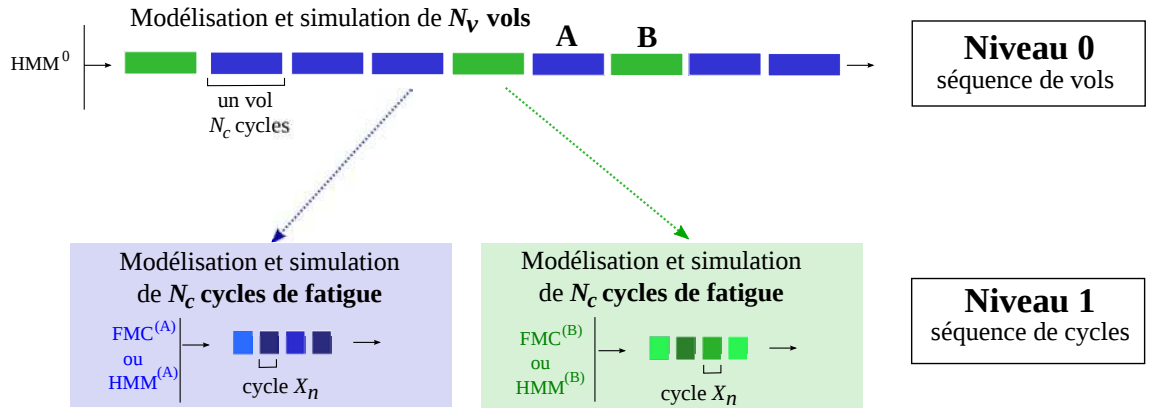 Modélisation et simulation de N_v vols
A B
HMM^0
un vol
N_c cycles
Niveau 0
séquence de vols
Modélisation et simulation
de N_c cycles de fatigue
FMC^(A)
ou
HMM^(A)
cycle X_n
Modélisation et simulation
de N_c cycles de fatigue
FMC^(B)
ou
HMM^(B)
cycle X_n
Niveau 1
séquence de cycles